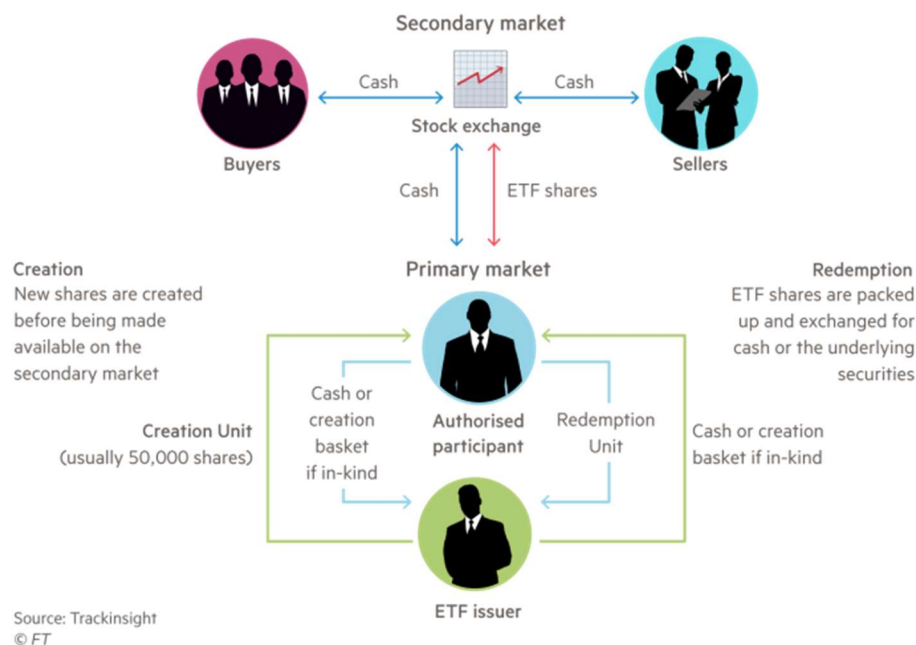 Secondary market
Cash
Cash
Stock exchange
Buyers
Sellers
Cash
ETF shares
Primary market
Creation
New shares are created
before being made
available on the
secondary market
Redemption
ETF shares are packed
up and exchanged for
cash or the underlying
securities
Creation Unit
(usually 50,000 shares)
Cash or
creation
basket
if in-kind
Authorised
participant
Redemption
Unit
Cash or creation
basket if in-kind
ETF issuer
Source: Trackinsight
© FT